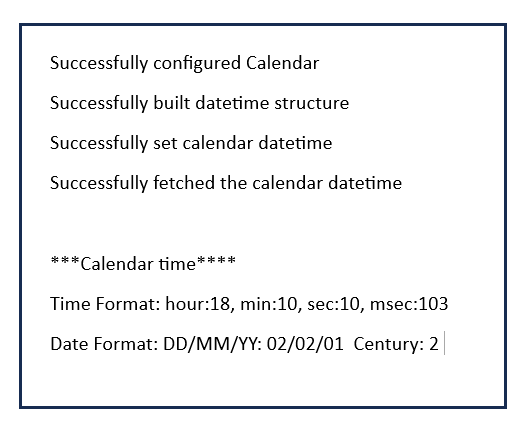 Successfully configured Calendar
Successfully built datetime structure
Successfully set calendar datetime
Successfully fetched the calendar datetime
***Calendar time****
Time Format: hour:18, min:10, sec:10, msec:103
Date Format: DD/MM/YY: 02/02/01  Century: 2